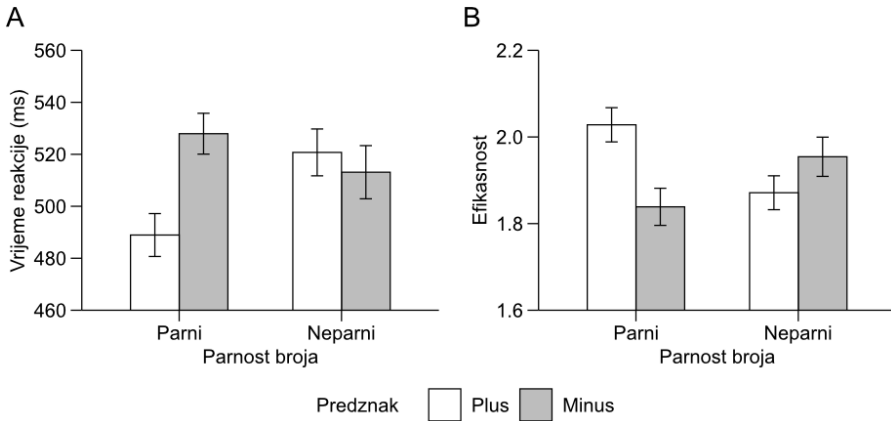 A
Vrijeme reakcije (ms)
560
540
520
500
480
460
Parni
Neparni
Parnost broja
B
Efikasnost
2.2
2.0
1.8
1.6
Parni
Neparni
Parnost broja
Predznak Plus Minus